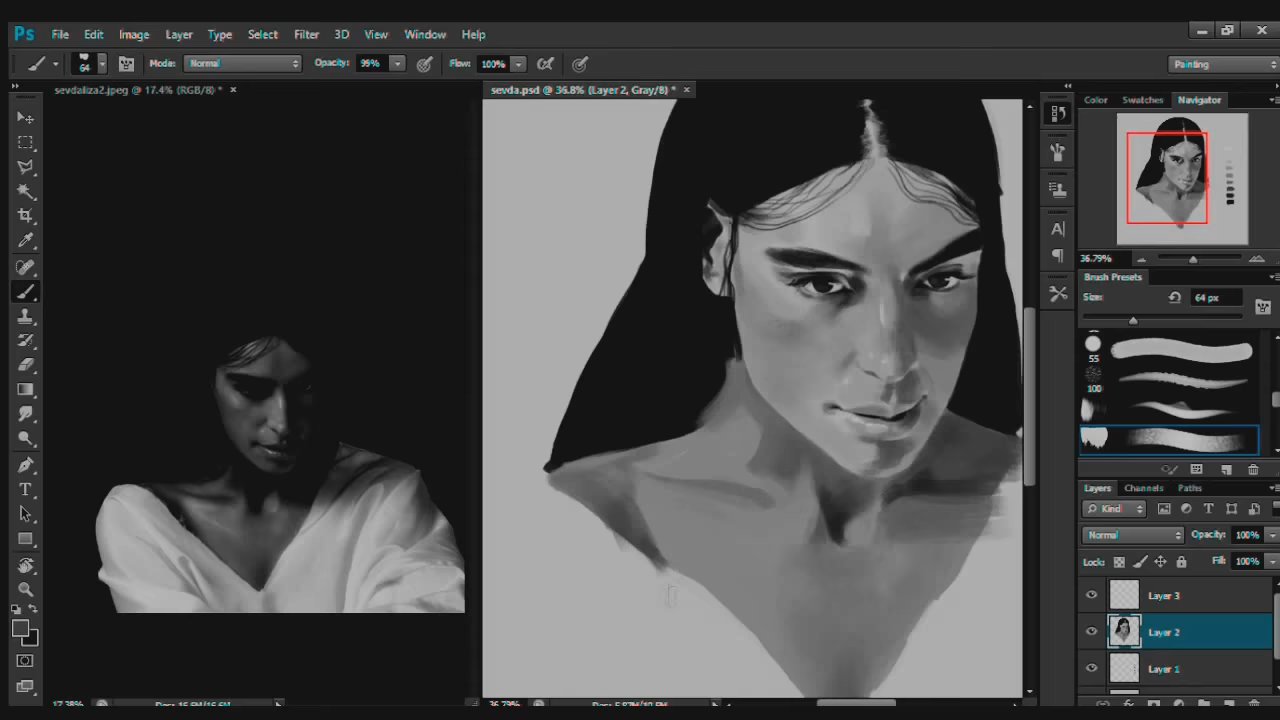 Ps File Edit Image Layer Type Select Filter 3D View Window Help
64 Mode: Normal Opacity: 99% Flow: 100% Painting
sevdaliza2.jpeg @ 17.4% (RGB/8) * ×
sevda.psd @ 36.8% (Layer 2, Gray/8) * ×
Color Swatches Navigator
36.79%
Brush Presets
Size: 64 px
55
100
Layers Channels Paths
Kind
Normal Opacity: 100%
Lock: Fill: 100%
Layer 3
Layer 2
Layer 1
17.38%
36.79%